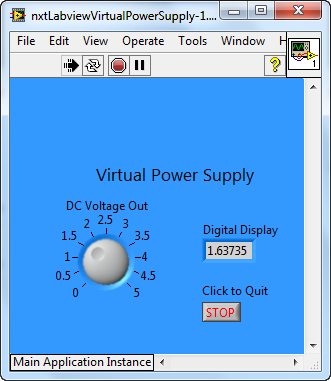 nxtLabviewVirtualPowerSupply-1....
File Edit View Operate Tools Window H
1
Virtual Power Supply
DC Voltage Out
0
0.5
1
1.5
2
2.5
3
3.5
4
4.5
5
Digital Display
1.63735
Click to Quit
STOP
Main Application Instance